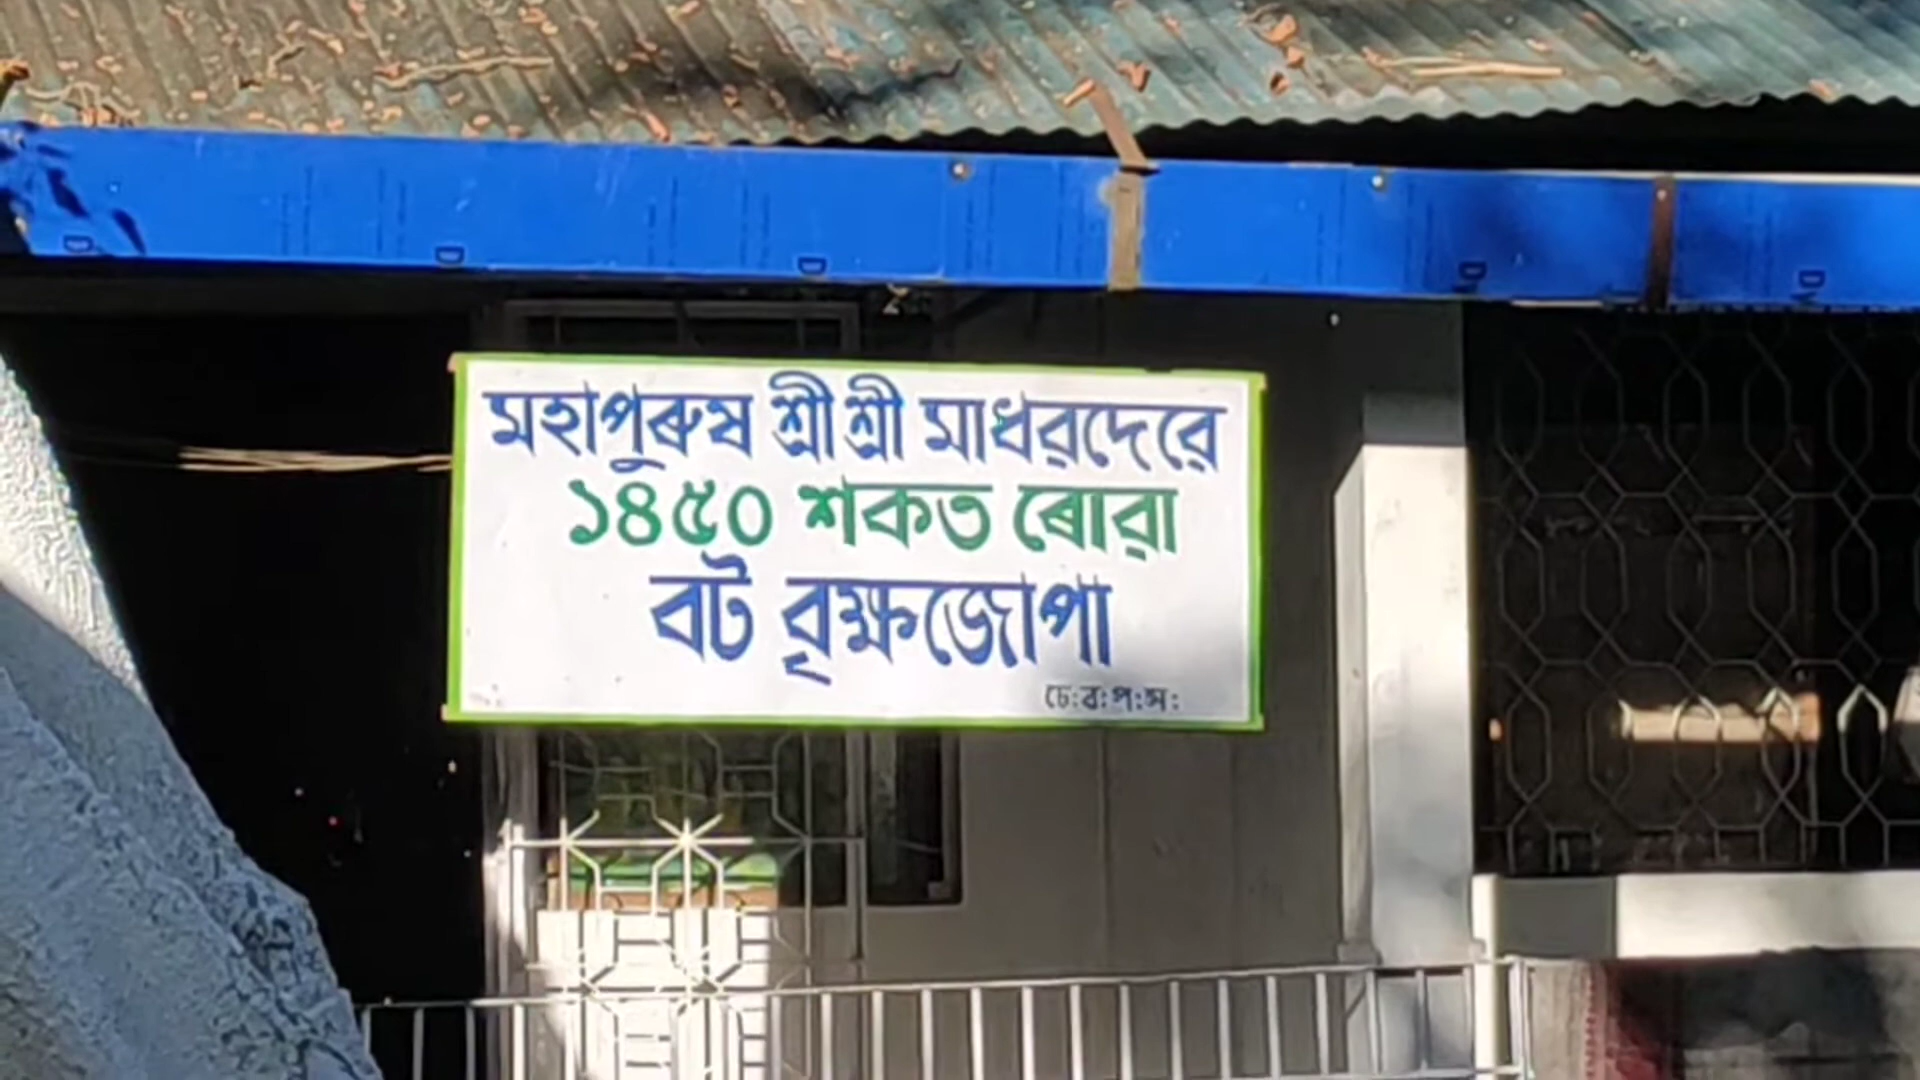 মহাপুৰুষ শ্ৰীশ্ৰী মাধৱদেৱে
১৪৫০ শকত ৰোৱা
বট বৃক্ষজোপা
চে:ব:প:স: